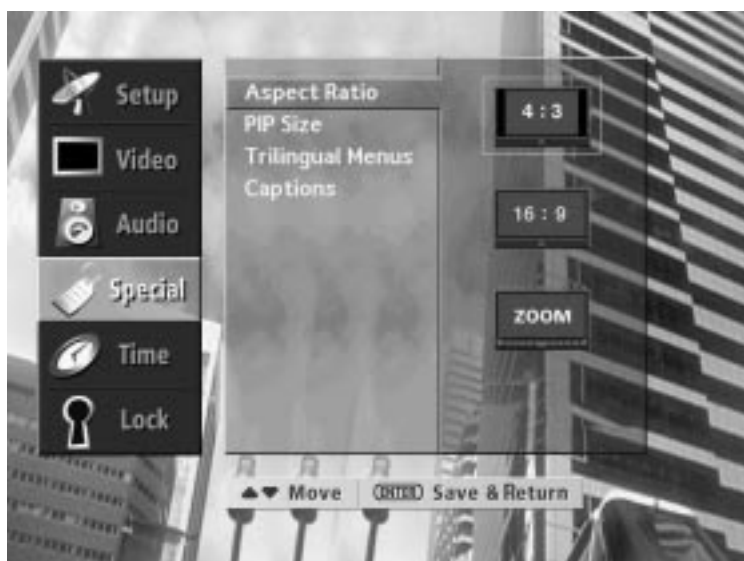 Setup
Video
Audio
Special
Time
Lock
Aspect Ratio
PIP Size
Trilingual Menus
Captions
4 : 3
16 : 9
ZOOM
▲▼ Move ENTER Save & Return